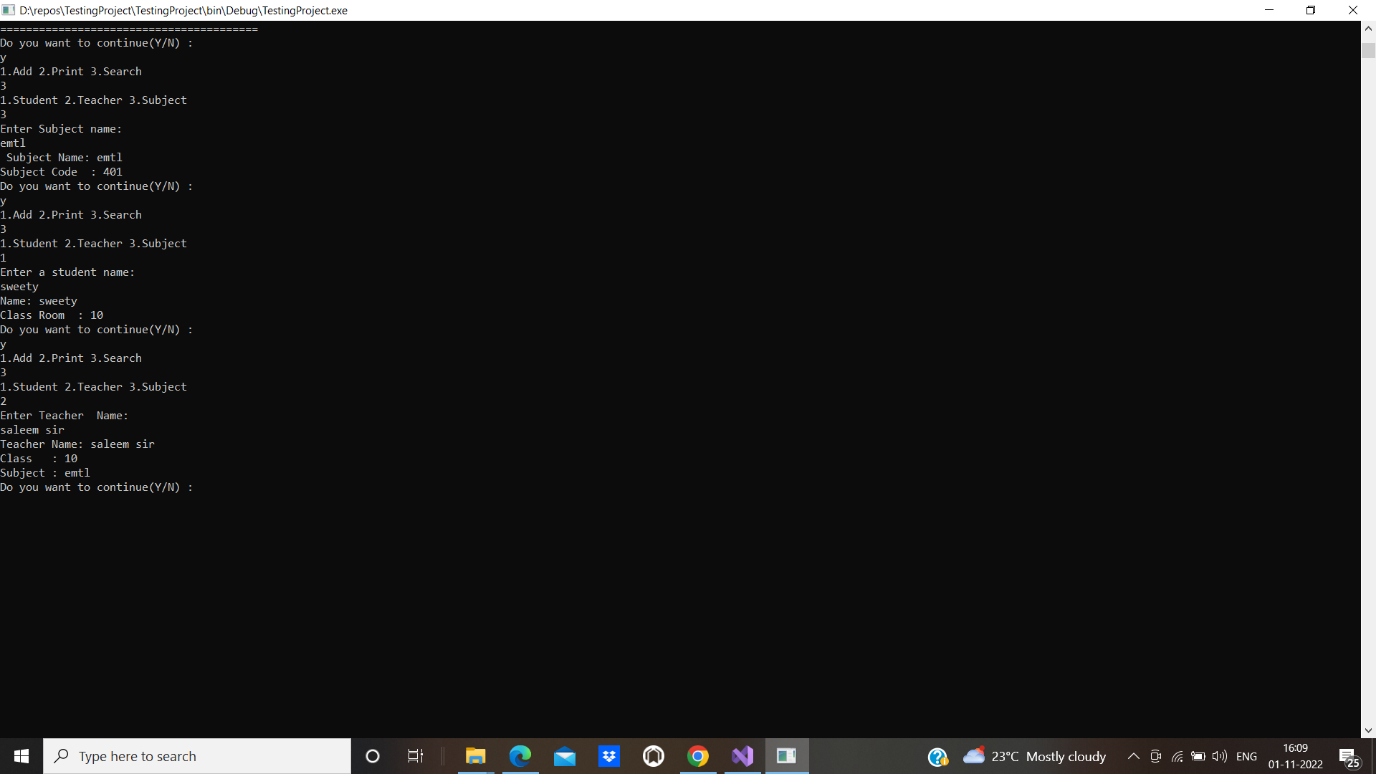 D:\repos\TestingProject\TestingProject\bin\Debug\TestingProject.exe
========================================
Do you want to continue(Y/N) :
y
1.Add 2.Print 3.Search
3
1.Student 2.Teacher 3.Subject
3
Enter Subject name:
emtl
 Subject Name: emtl
Subject Code  : 401
Do you want to continue(Y/N) :
y
1.Add 2.Print 3.Search
3
1.Student 2.Teacher 3.Subject
1
Enter a student name:
sweety
Name: sweety
Class Room  : 10
Do you want to continue(Y/N) :
y
1.Add 2.Print 3.Search
3
1.Student 2.Teacher 3.Subject
2
Enter Teacher  Name:
saleem sir
Teacher Name: saleem sir
Class   : 10
Subject : emtl
Do you want to continue(Y/N) :
Type here to search
23°C Mostly cloudy
ENG
16:09
01-11-2022
25